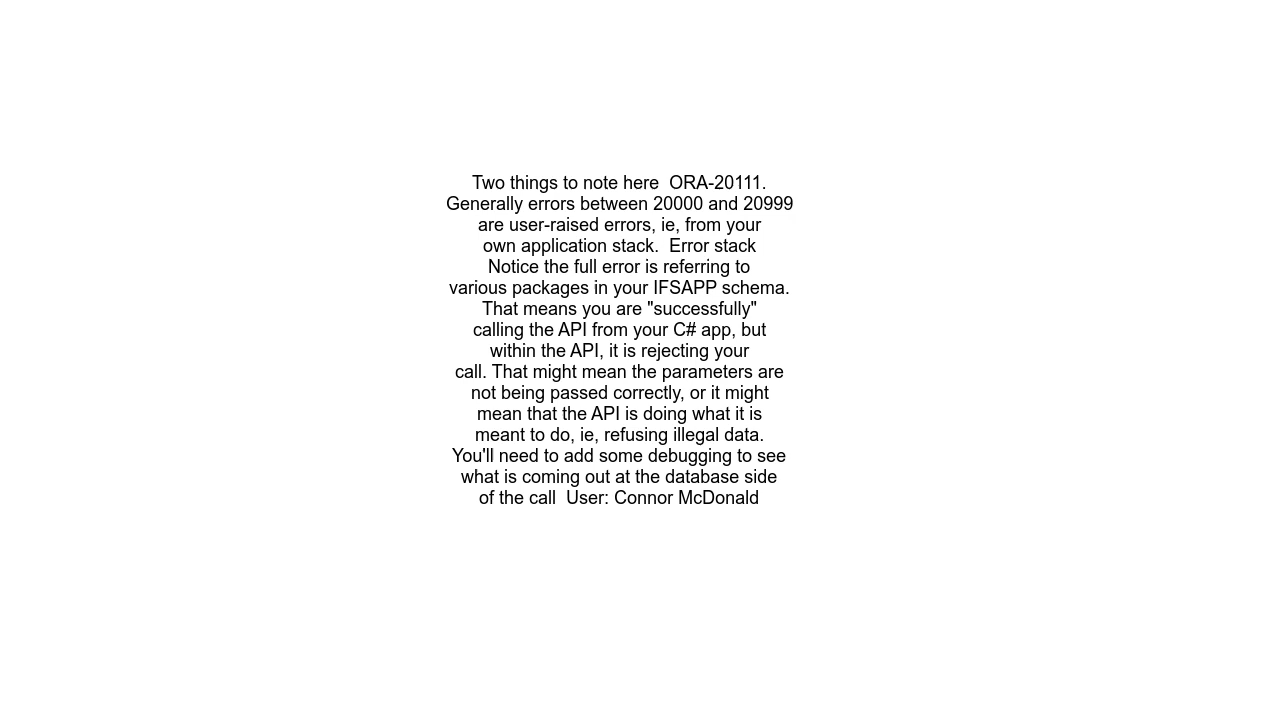 Two things to note here  ORA-20111.
Generally errors between 20000 and 20999
are user-raised errors, ie, from your
own application stack.  Error stack
Notice the full error is referring to
various packages in your IFSAPP schema.
That means you are "successfully"
calling the API from your C# app, but
within the API, it is rejecting your
call. That might mean the parameters are
not being passed correctly, or it might
mean that the API is doing what it is
meant to do, ie, refusing illegal data.
You'll need to add some debugging to see
what is coming out at the database side
of the call  User: Connor McDonald